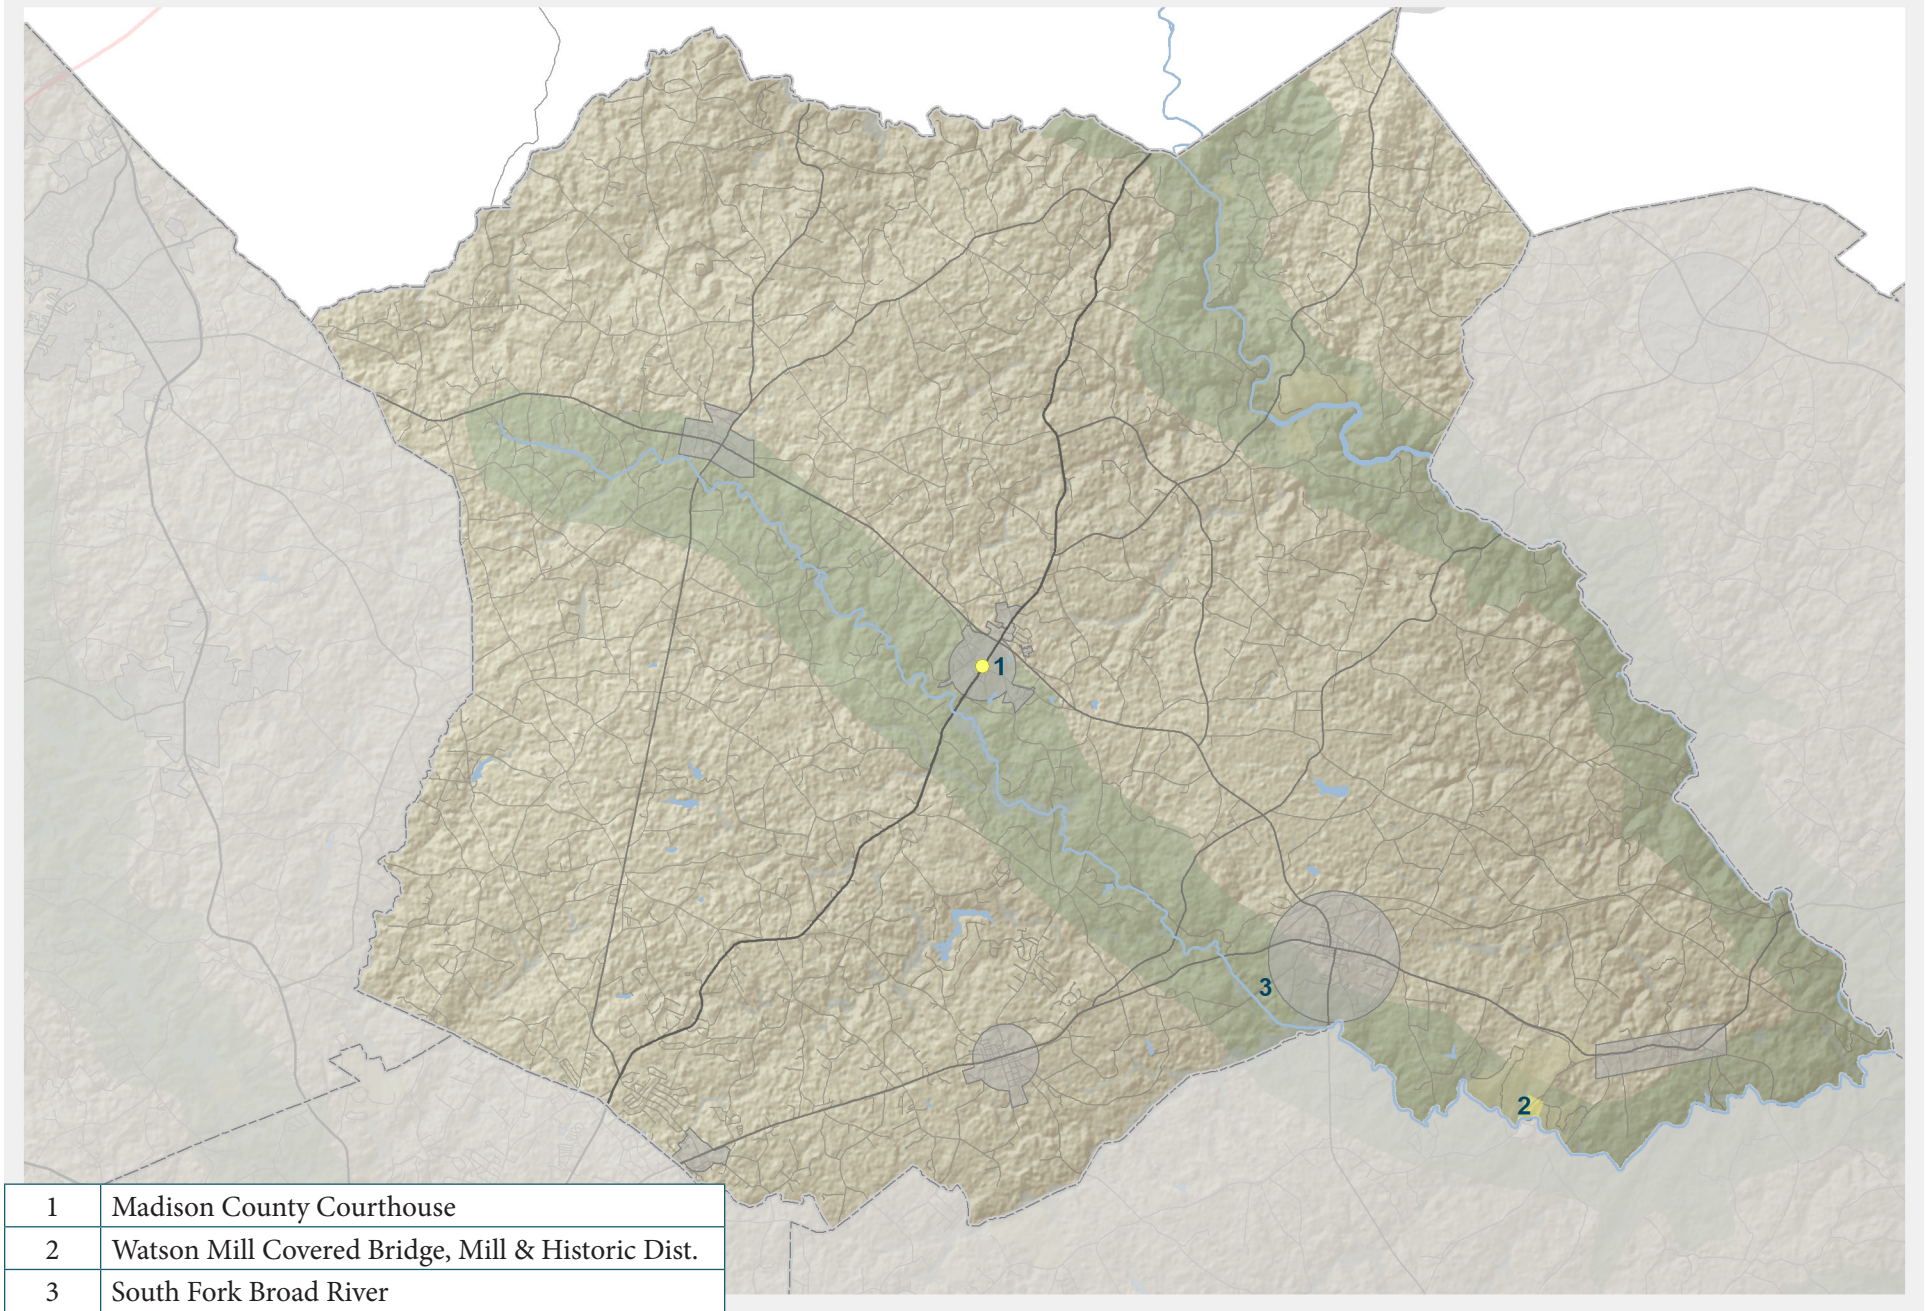 1
3
2
1 Madison County Courthouse
2 Watson Mill Covered Bridge, Mill & Historic Dist.
3 South Fork Broad River